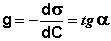 g = - dσ/dC = tg α